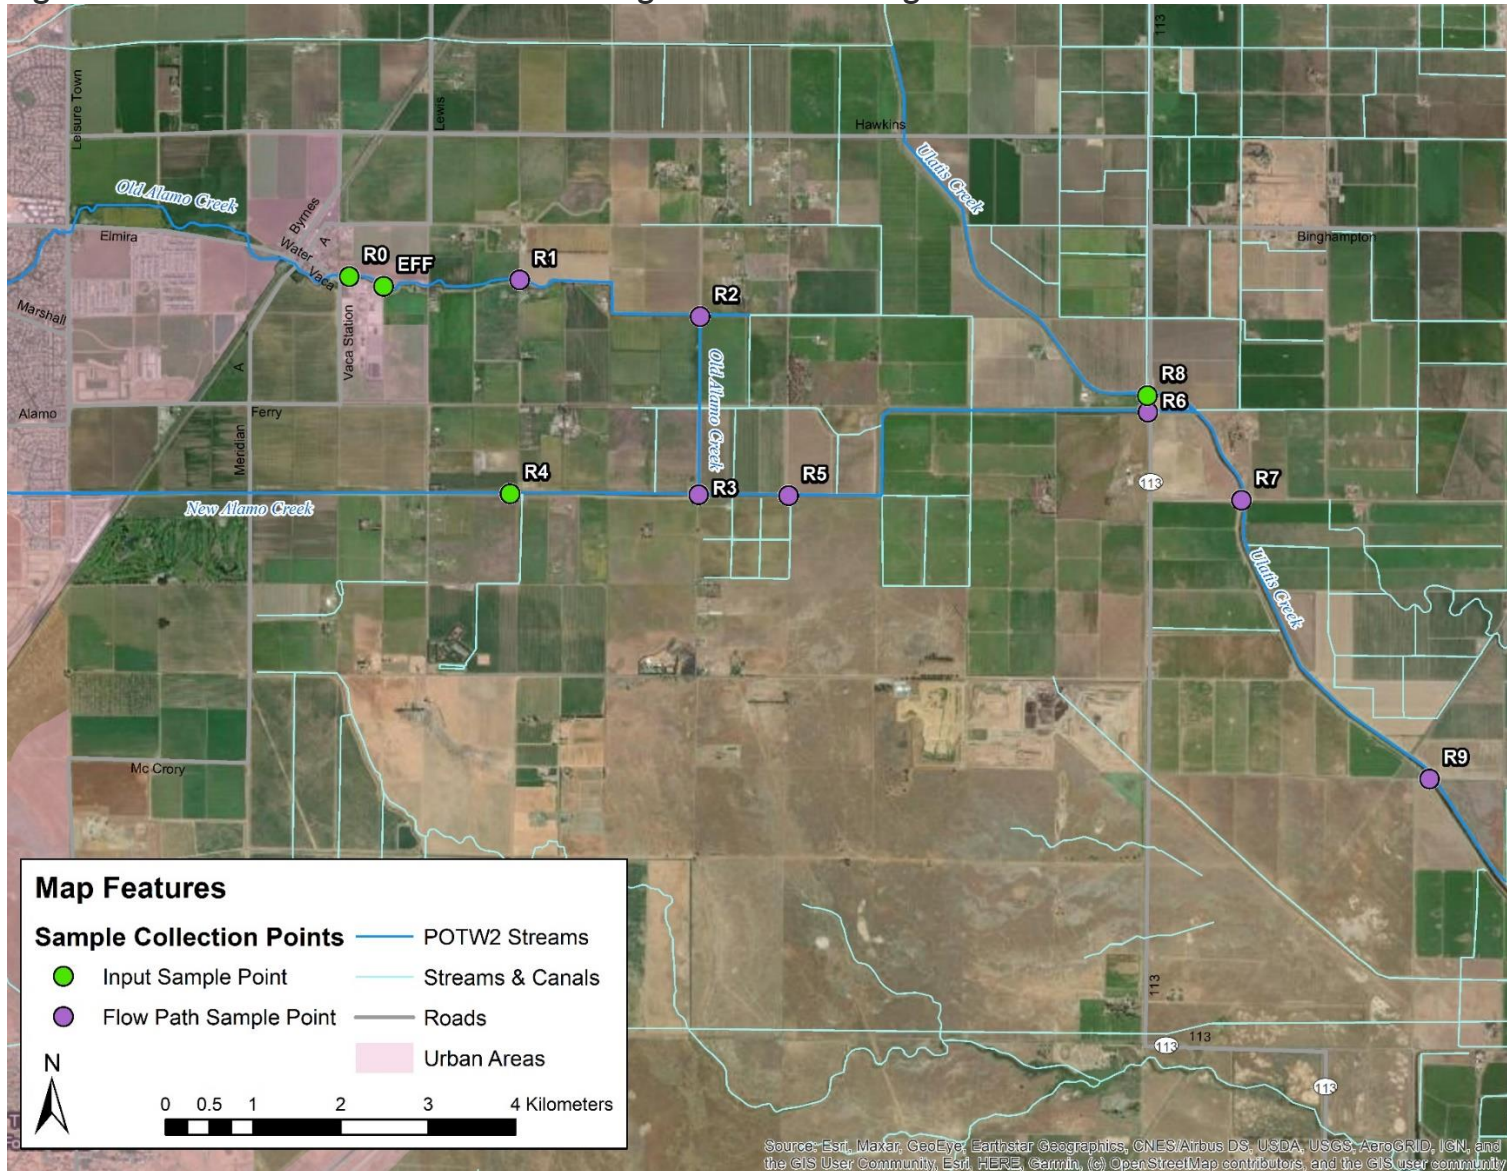 113
Leisure Town
Lewis
Hawkins
Ulatis Creek
Old Alamo Creek
Byrnes
A
Elmira
Water
Vaca
Binghampton
R0
EFF
R1
R2
Marshall
Vaca Station
Old Alamo Creek
A
R8
R6
Alamo
Ferry
Meridian
R4
R3
R5
113
R7
New Alamo Creek
Ulatis Creek
Mc Crory
R9
Map Features
Sample Collection Points
Input Sample Point
Flow Path Sample Point
POTW2 Streams
Streams & Canals
Roads
Urban Areas
N
0 0.5 1 2 3 4 Kilometers
113
113
113
113
Source: Esri, Maxar, GeoEye, Earthstar Geographics, CNES/Airbus DS, USDA, USGS, AeroGRID, IGN, and
the GIS User Community, Esri, HERE, Garmin, (c) OpenStreetMap contributors, and the GIS user communit